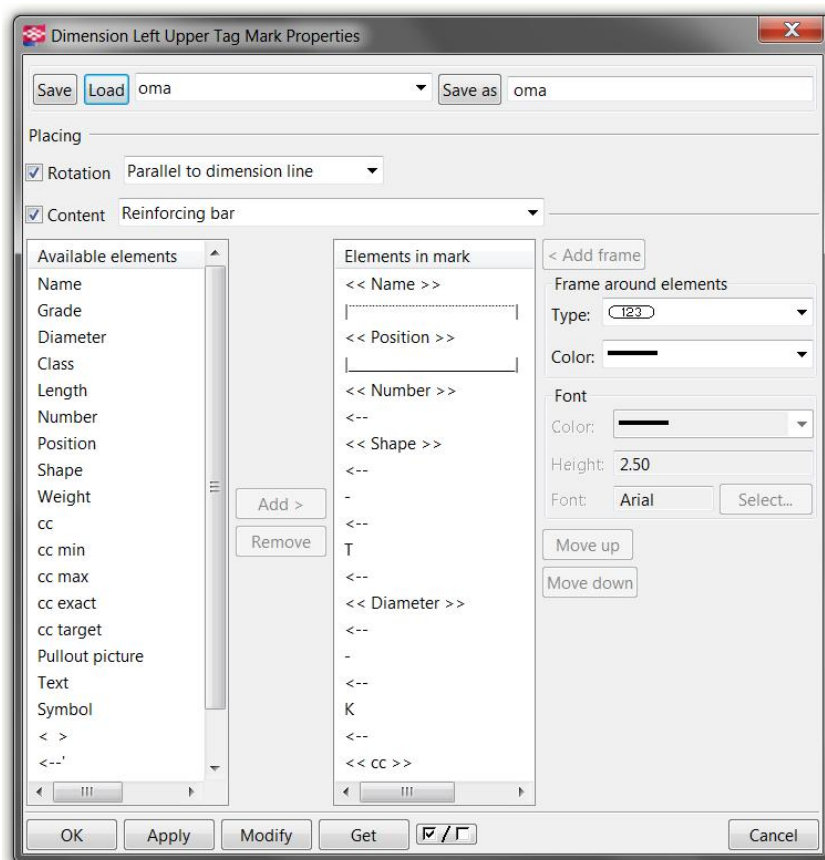 Dimension Left Upper Tag Mark Properties
Save Load oma Save as oma
Placing
Rotation Parallel to dimension line
Content Reinforcing bar
Available elements
Name
Grade
Diameter
Class
Length
Number
Position
Shape
Weight
cc
cc min
cc max
cc exact
cc target
Pullout picture
Text
Symbol
< >
<--'
Add >
Remove
Elements in mark
<< Name >>
<< Position >>
<< Number >>
<--
<< Shape >>
<--
-
<--
T
<--
<< Diameter >>
<--
-
<--
K
<--
<< cc >>
< Add frame
Frame around elements
Type: 123
Color:
Font
Color:
Height: 2.50
Font: Arial Select...
Move up
Move down
OK Apply Modify Get / Cancel